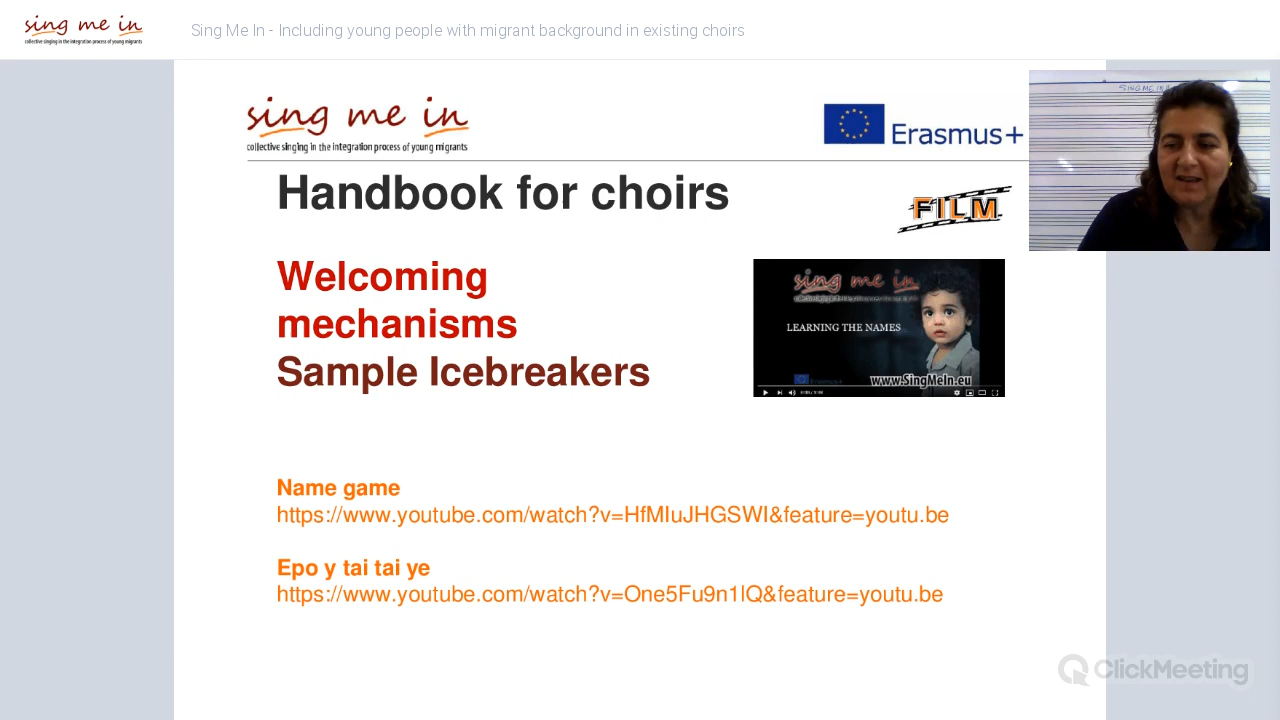 sing me in
collective singing in the integration process of young migrants
Sing Me In - Including young people with migrant background in existing choirs
sing me in
collective singing in the integration process of young migrants
Erasmus+
SING ME IN
Handbook for choirs
FILM
Welcoming
mechanisms
Sample Icebreakers
sing me in
LEARNING THE NAMES
Erasmus+
www.SingMeIn.eu
Name game
https://www.youtube.com/watch?v=HfMIuJHGSWI&feature=youtu.be
Epo y tai tai ye
https://www.youtube.com/watch?v=One5Fu9n1lQ&feature=youtu.be
ClickMeeting